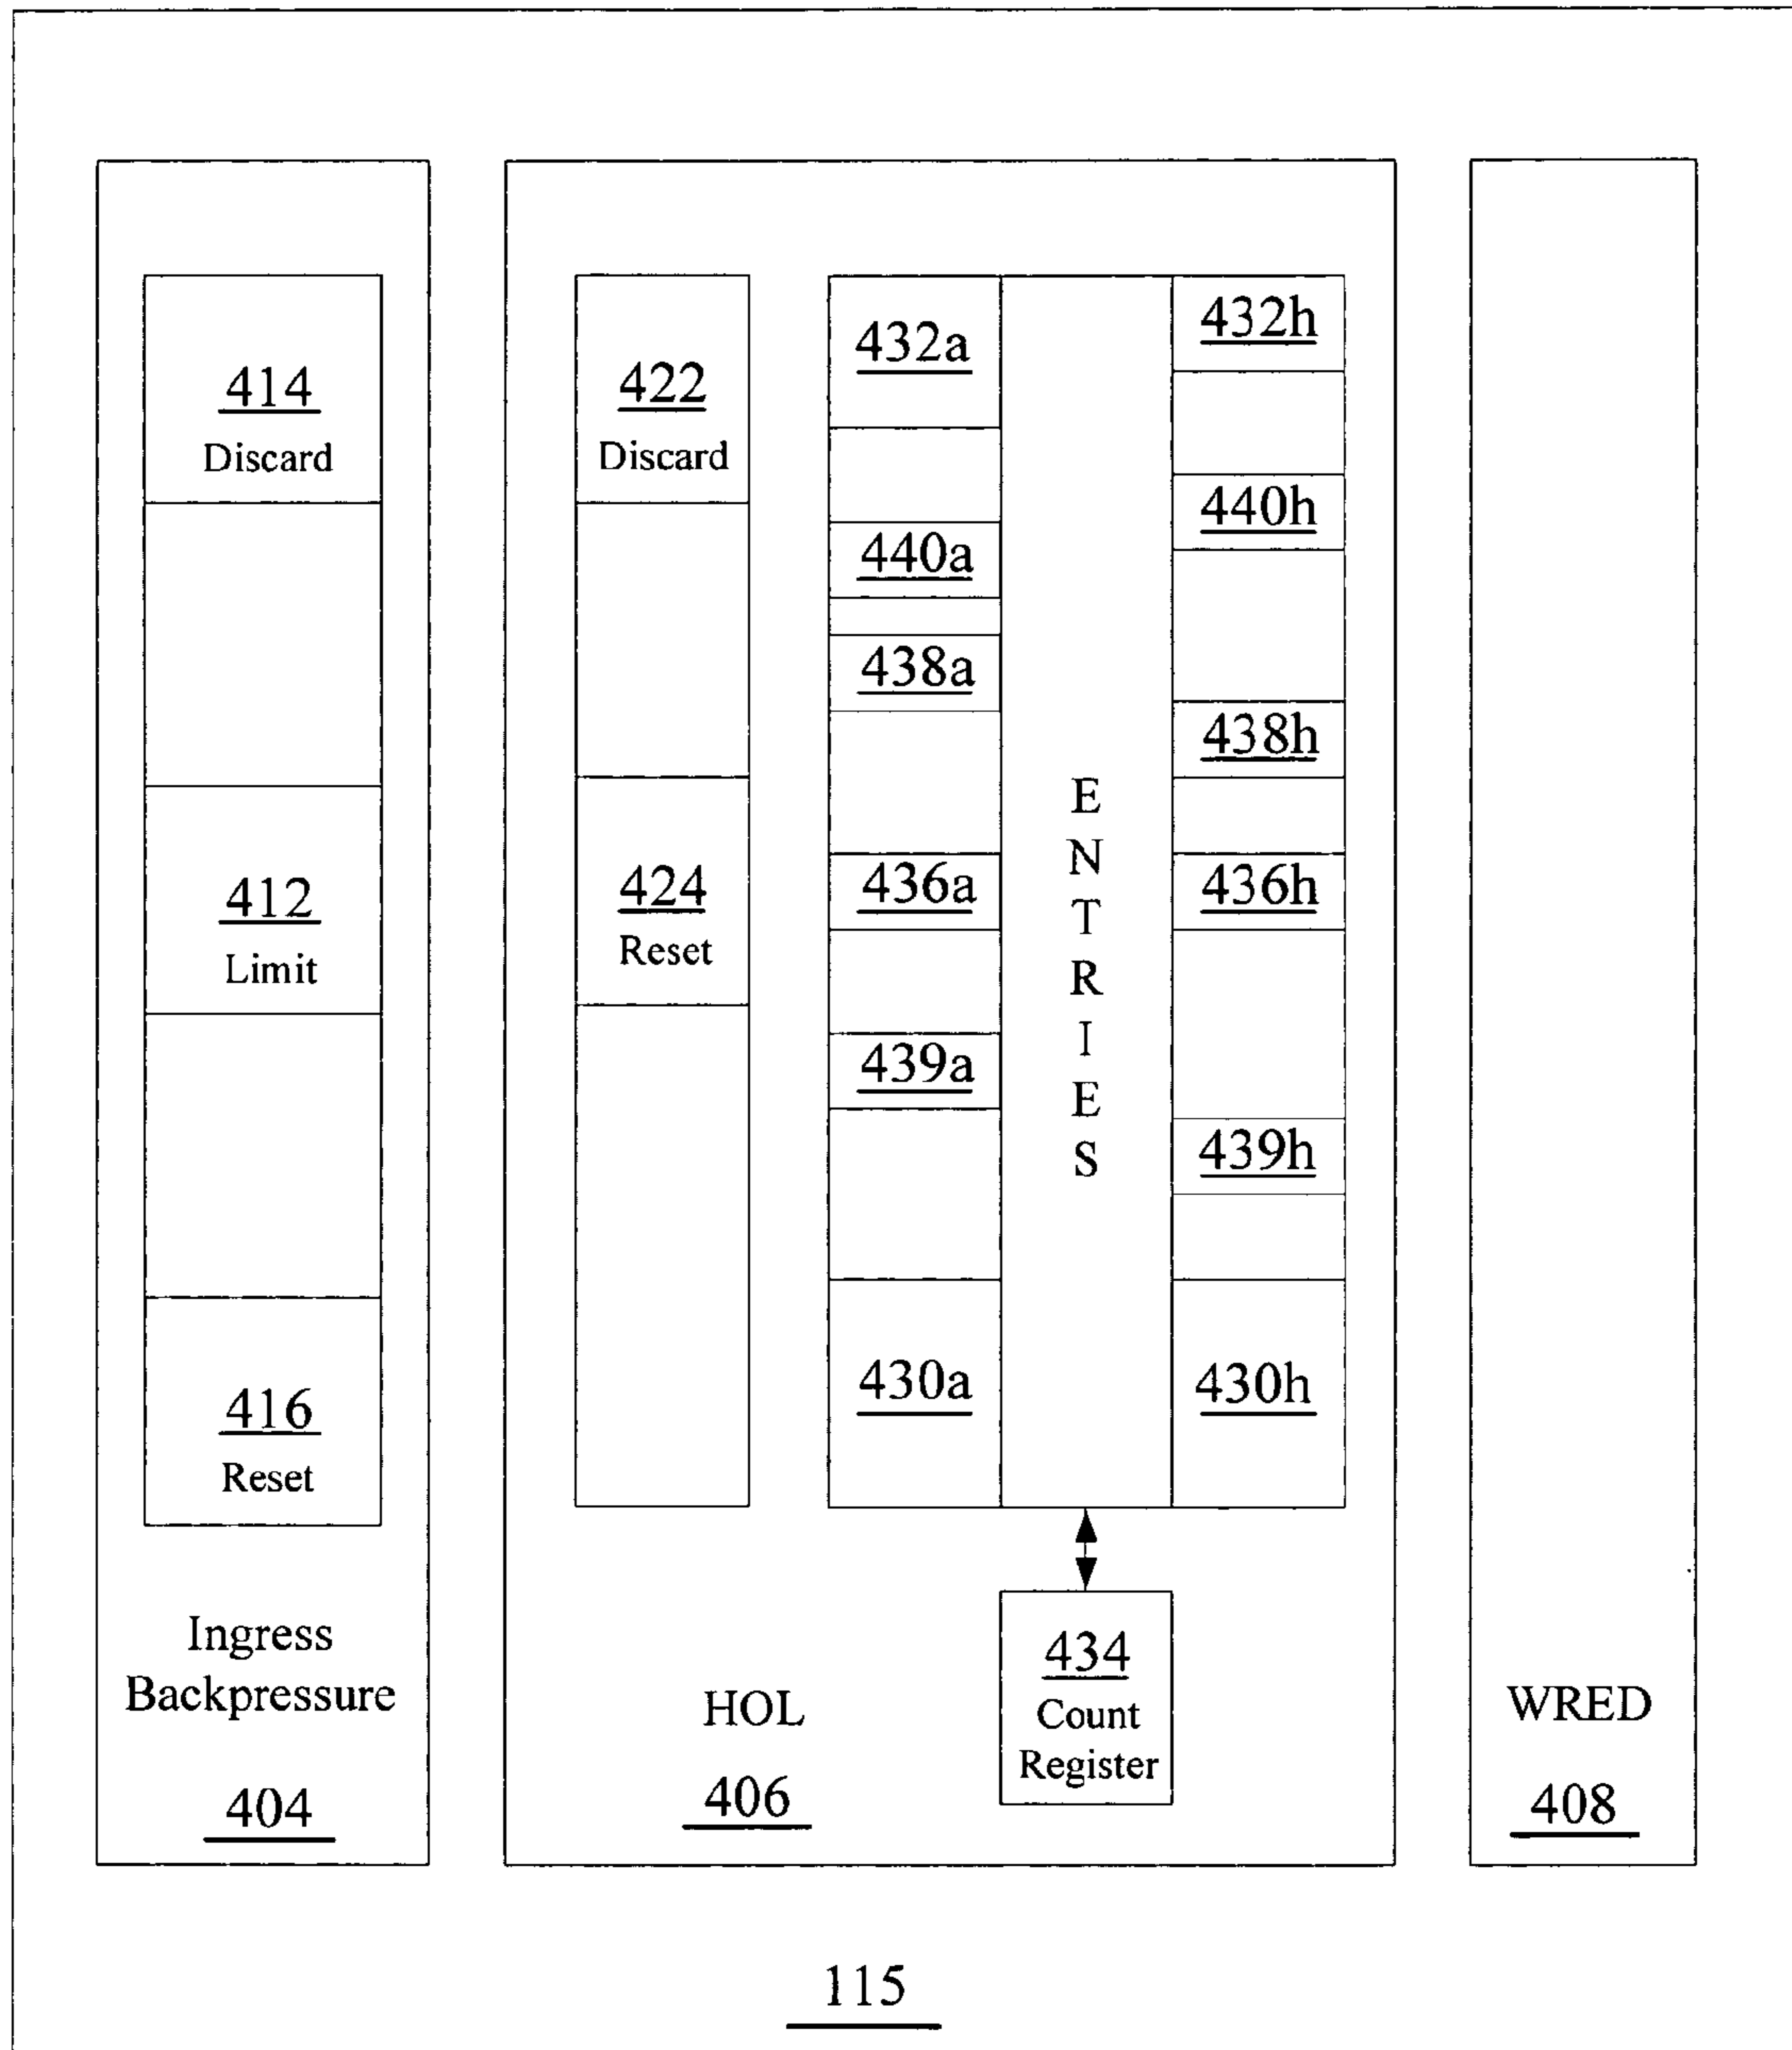 414
Discard
412
Limit
416
Reset
Ingress
Backpressure
404
422
Discard
424
Reset
432a
440a
438a
436a
439a
430a
E
N
T
R
I
E
S
432h
440h
438h
436h
439h
430h
434
Count
Register
HOL
406
WRED
408
115